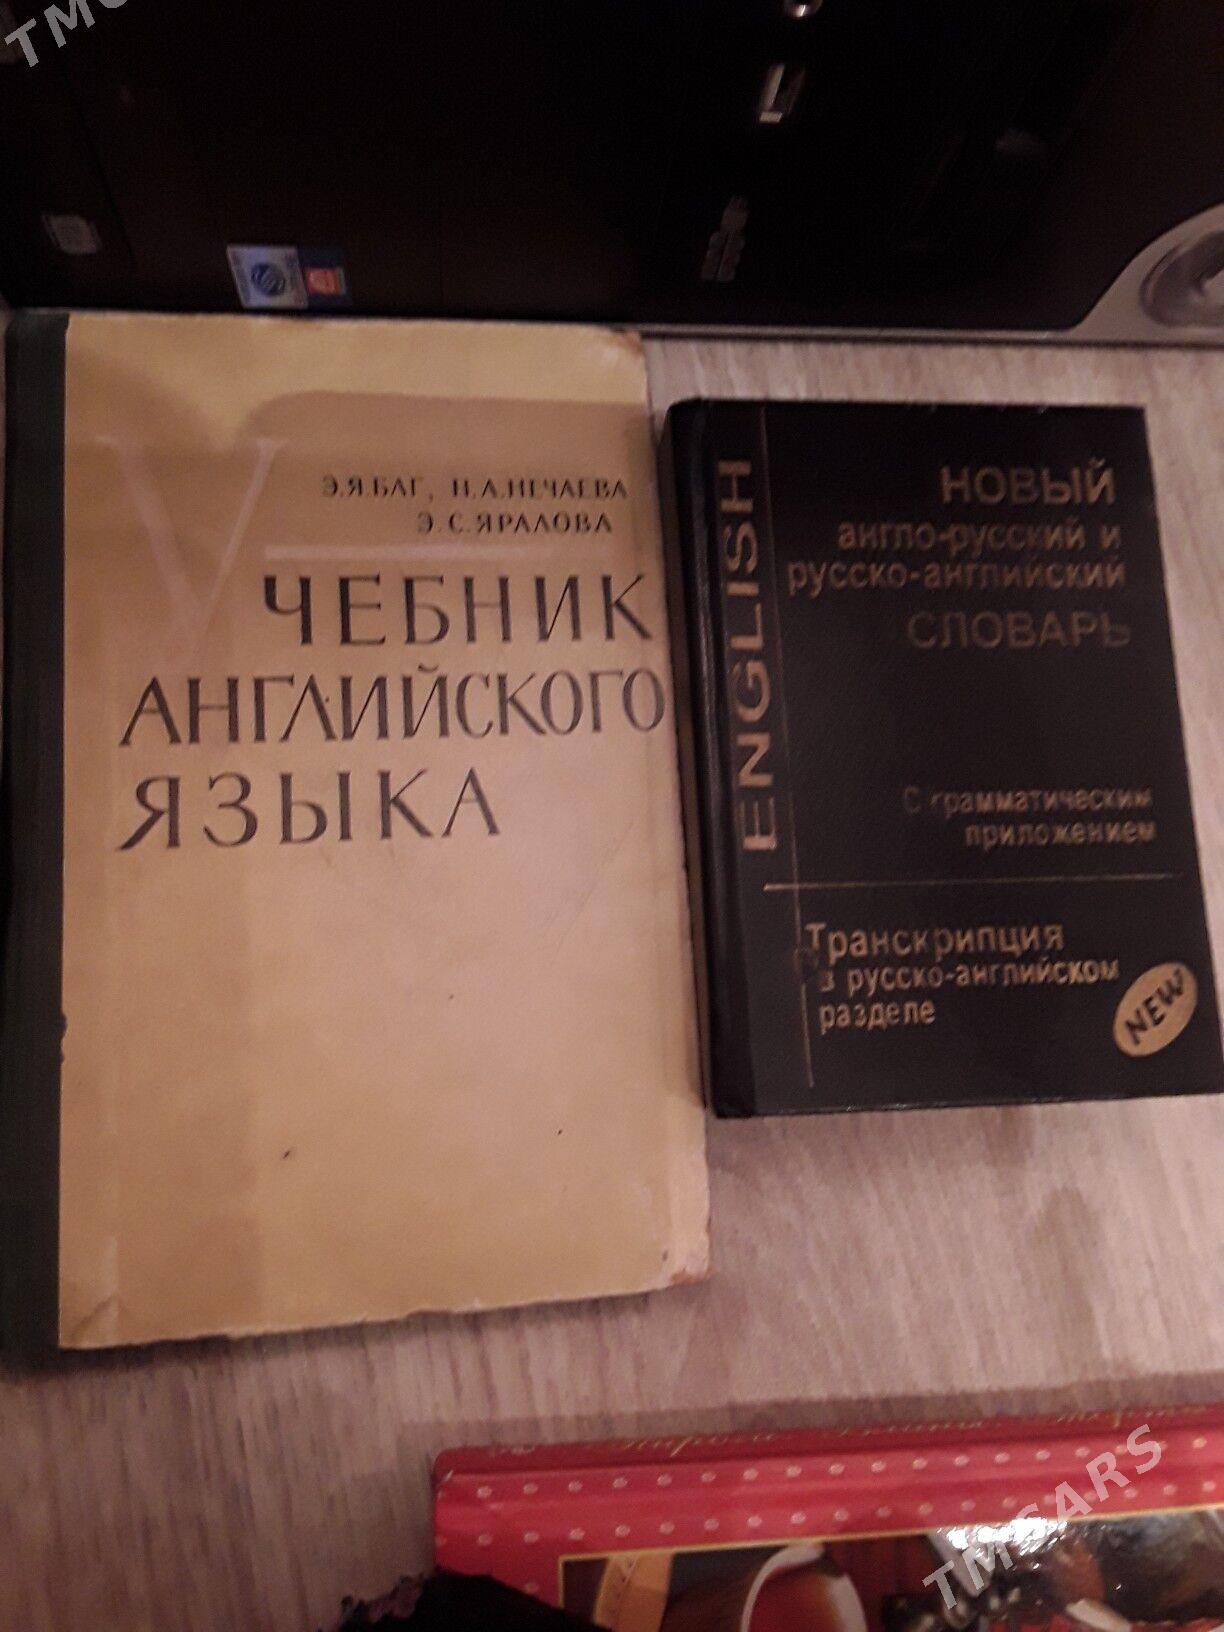 Э.Я.БАГ, Н.А.НЕЧАЕВА
Э.С.ЯРАЛОВА
УЧЕБНИК
АНГЛИЙСКОГО
ЯЗЫКА
ENGLISH
НОВЫЙ
англо-русский и
русско-английский
СЛОВАРЬ
С грамматическим
приложением
Транскрипция
в русско-английском
разделе
NEW
TMCARS